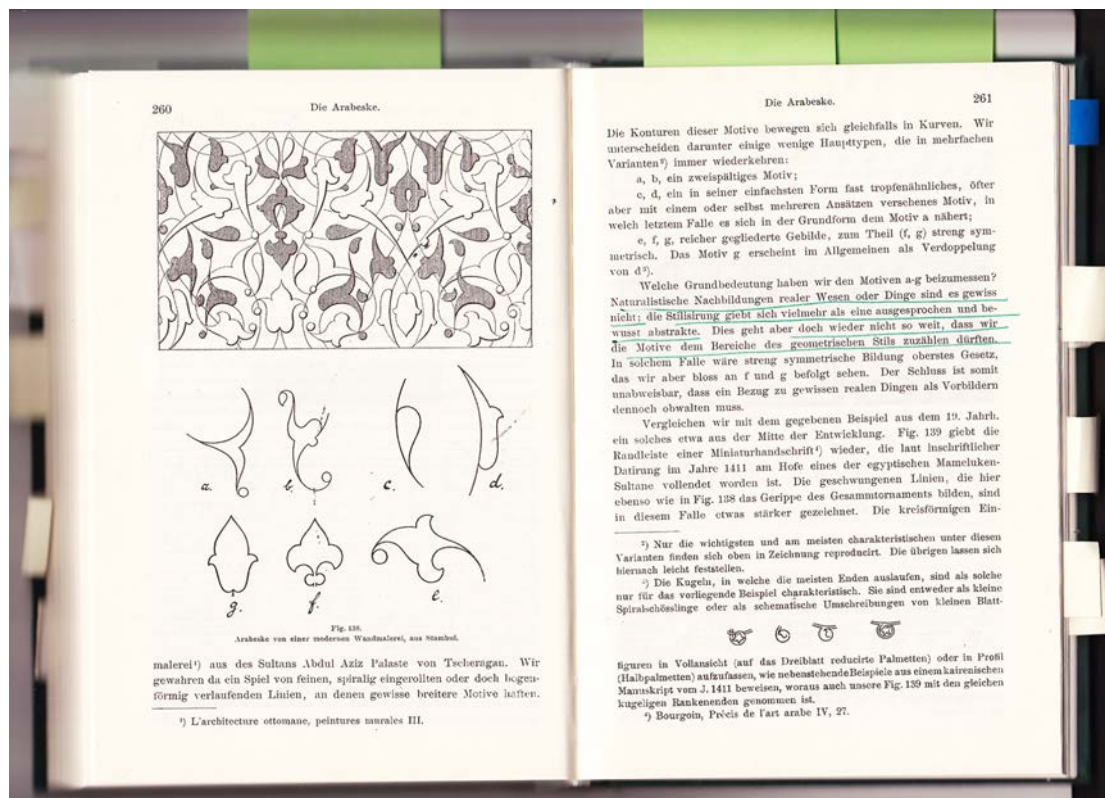 260
Die Arabeske.
a.
b.
c.
d.
g.
f.
e.
Fig. 138.
Arabeske von einer modernen Wandmalerei, aus Stambul.
malerei¹) aus des Sultans Abdul Aziz Palaste von Tscheragan. Wir
gewahren da ein Spiel von feinen, spiralig eingerollten oder doch bogen-
förmig verlaufenden Linien, an denen gewisse breitere Motive haften.
¹) L'architecture ottomane, peintures murales III.
Die Arabeske.
261
Die Konturen dieser Motive bewegen sich gleichfalls in Kurven. Wir
unterscheiden darunter einige wenige Haupttypen, die in mehrfachen
Varianten²) immer wiederkehren:
a, b, ein zweispältiges Motiv;
c, d, ein in seiner einfachsten Form fast tropfenähnliches, öfter
aber mit einem oder selbst mehreren Ansätzen versehenes Motiv, in
welch letztem Falle es sich in der Grundform dem Motiv a nähert;
e, f, g, reicher gegliederte Gebilde, zum Theil (f, g) streng sym-
metrisch. Das Motiv g erscheint im Allgemeinen als Verdoppelung
von d³).
Welche Grundbedeutung haben wir den Motiven a-g beizumessen?
Naturalistische Nachbildungen realer Wesen oder Dinge sind es gewiss
nicht; die Stilisirung giebt sich vielmehr als eine ausgesprochen und be-
wusst abstrakte. Dies geht aber doch wieder nicht so weit, dass wir
die Motive dem Bereiche des geometrischen Stils zuzählen dürften.
In solchem Falle wäre streng symmetrische Bildung oberstes Gesetz,
das wir aber bloss an f und g befolgt sehen. Der Schluss ist somit
unabweisbar, dass ein Bezug zu gewissen realen Dingen als Vorbildern
dennoch obwalten muss.
Vergleichen wir mit dem gegebenen Beispiel aus dem 19. Jahrh.
ein solches etwa aus der Mitte der Entwicklung. Fig. 139 giebt die
Randleiste einer Miniaturhandschrift⁴) wieder, die laut inschriftlicher
Datirung im Jahre 1411 am Hofe eines der egyptischen Mameluken-
Sultane vollendet worden ist. Die geschwungenen Linien, die hier
ebenso wie in Fig. 138 das Gerippe des Gesammtornaments bilden, sind
in diesem Falle etwas stärker gezeichnet. Die kreisförmigen Ein-
²) Nur die wichtigsten und am meisten charakteristischen unter diesen
Varianten finden sich oben in Zeichnung reproducirt. Die übrigen lassen sich
hiernach leicht feststellen.
³) Die Kugeln, in welche die meisten Enden auslaufen, sind als solche
nur für das vorliegende Beispiel charakteristisch. Sie sind entweder als kleine
Spiralschösslinge oder als schematische Umschreibungen von kleinen Blatt-
figuren in Vollansicht (auf das Dreiblatt reducirte Palmetten) oder in Profil
(Halbpalmetten) aufzufassen, wie nebenstehende Beispiele aus einem kairenischen
Manuskript vom J. 1411 beweisen, woraus auch unsere Fig. 139 mit den gleichen
kugeligen Rankenenden genommen ist.
⁴) Bourgoin, Précis de l'art arabe IV, 27.